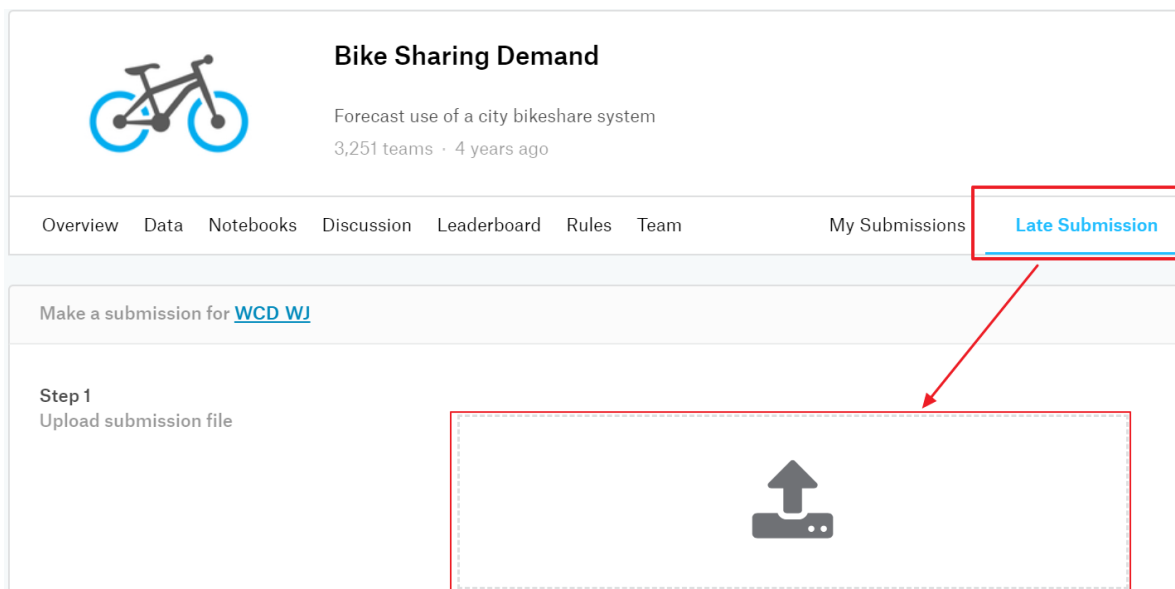 Bike Sharing Demand
Forecast use of a city bikeshare system
3,251 teams · 4 years ago
Overview Data Notebooks Discussion Leaderboard Rules Team My Submissions Late Submission
Make a submission for WCD WJ
Step 1
Upload submission file